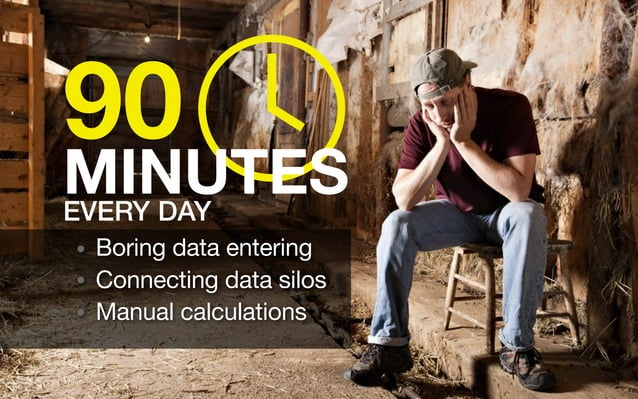 90
MINUTES
EVERY DAY
• Boring data entering
• Connecting data silos
• Manual calculations